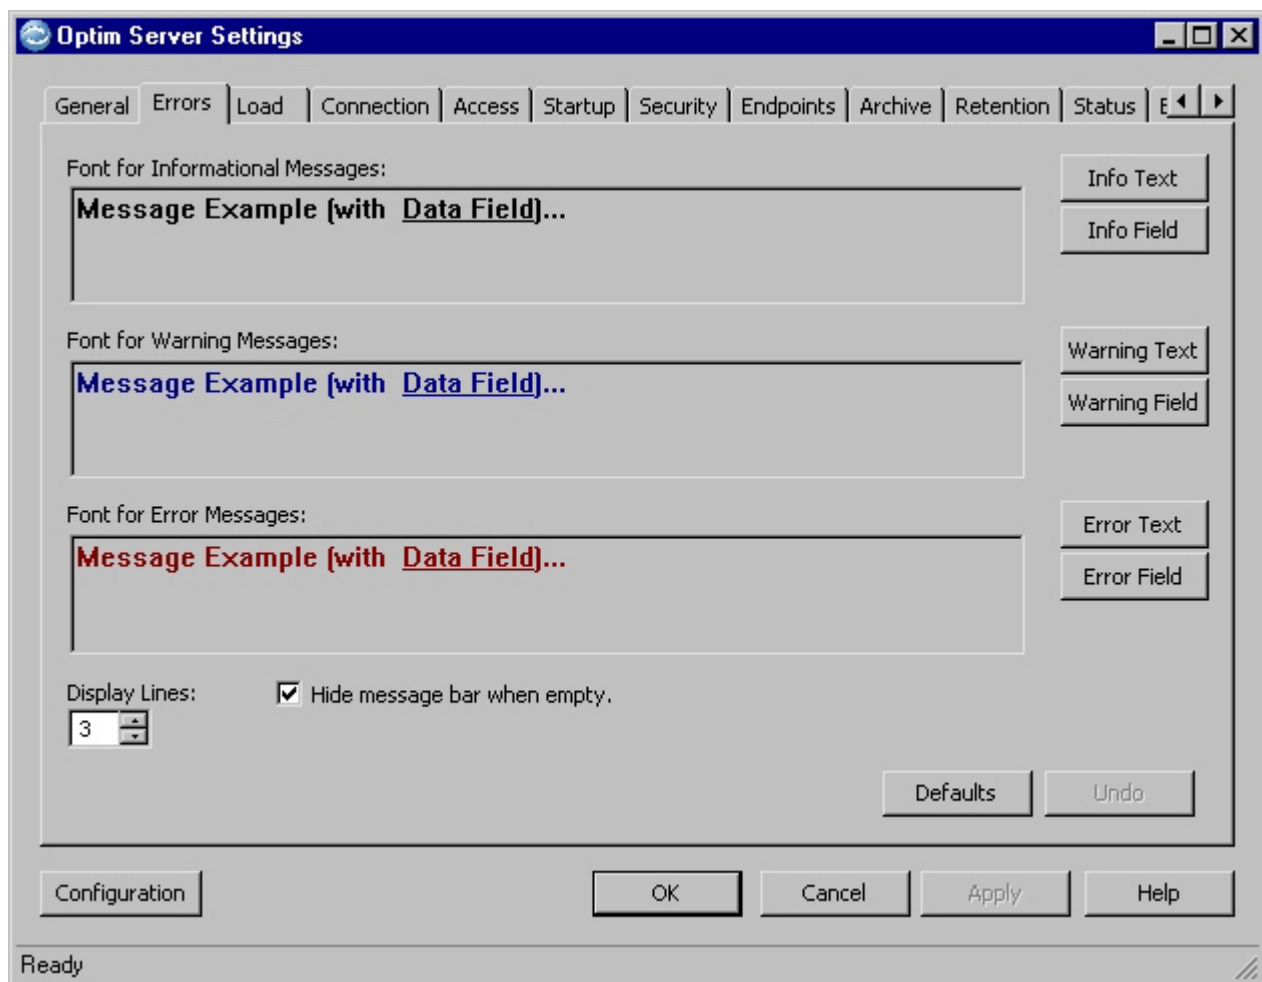 Optim Server Settings
General Errors Load Connection Access Startup Security Endpoints Archive Retention Status
Font for Informational Messages:
Message Example (with Data Field)...
Info Text
Info Field
Font for Warning Messages:
Message Example (with Data Field)...
Warning Text
Warning Field
Font for Error Messages:
Message Example (with Data Field)...
Error Text
Error Field
Display Lines:
Hide message bar when empty.
3
Defaults Undo
Configuration OK Cancel Apply Help
Ready